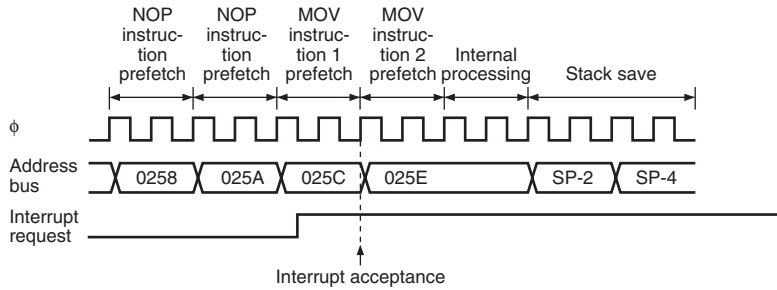 NOP
instruc-
tion
prefetch
NOP
instruc-
tion
prefetch
MOV
instruc-
tion 1
prefetch
MOV
instruc-
tion 2
prefetch
Internal
processing
Stack save
ϕ
Address
bus
0258
025A
025C
025E
SP-2
SP-4
Interrupt
request
Interrupt acceptance